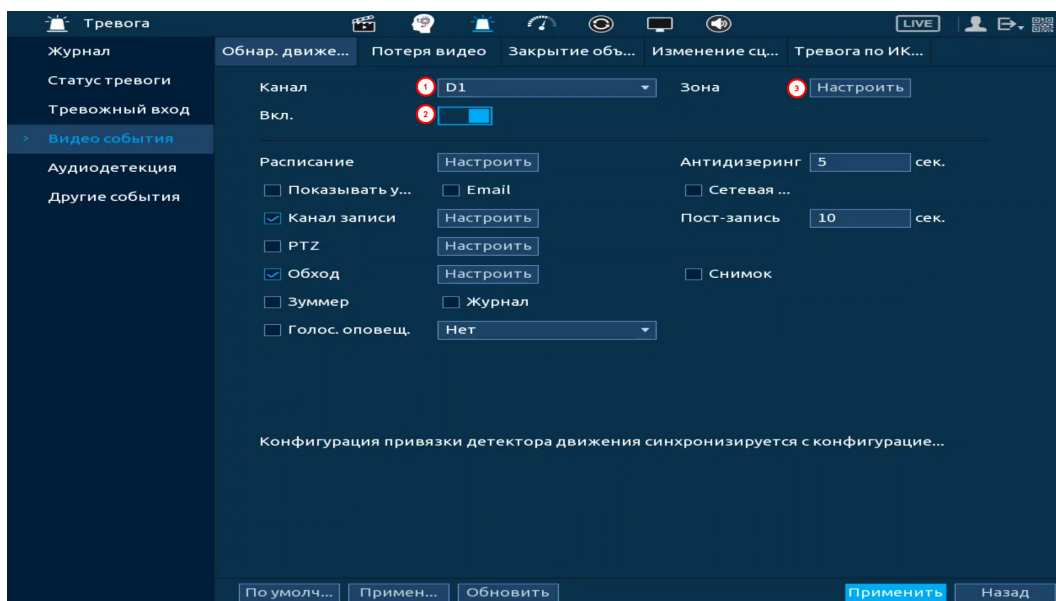 Тревога LIVE
Журнал
Статус тревоги
Тревожный вход
Видео события
Аудиодетекция
Другие события
Обнар. движе... Потеря видео Закрытие объ... Изменение сц... Тревога по ИК...
Канал 1 D1 Зона 3 Настроить
Вкл. 2
Расписание Настроить Антидизеринг 5 сек.
Показывать у... Email Сетевая ...
Канал записи Настроить Пост-запись 10 сек.
PTZ Настроить
Обход Настроить Снимок
Зуммер Журнал
Голос. оповещ. Нет
Конфигурация привязки детектора движения синхронизируется с конфигурацие...
По умолч... Примен... Обновить Применить Назад